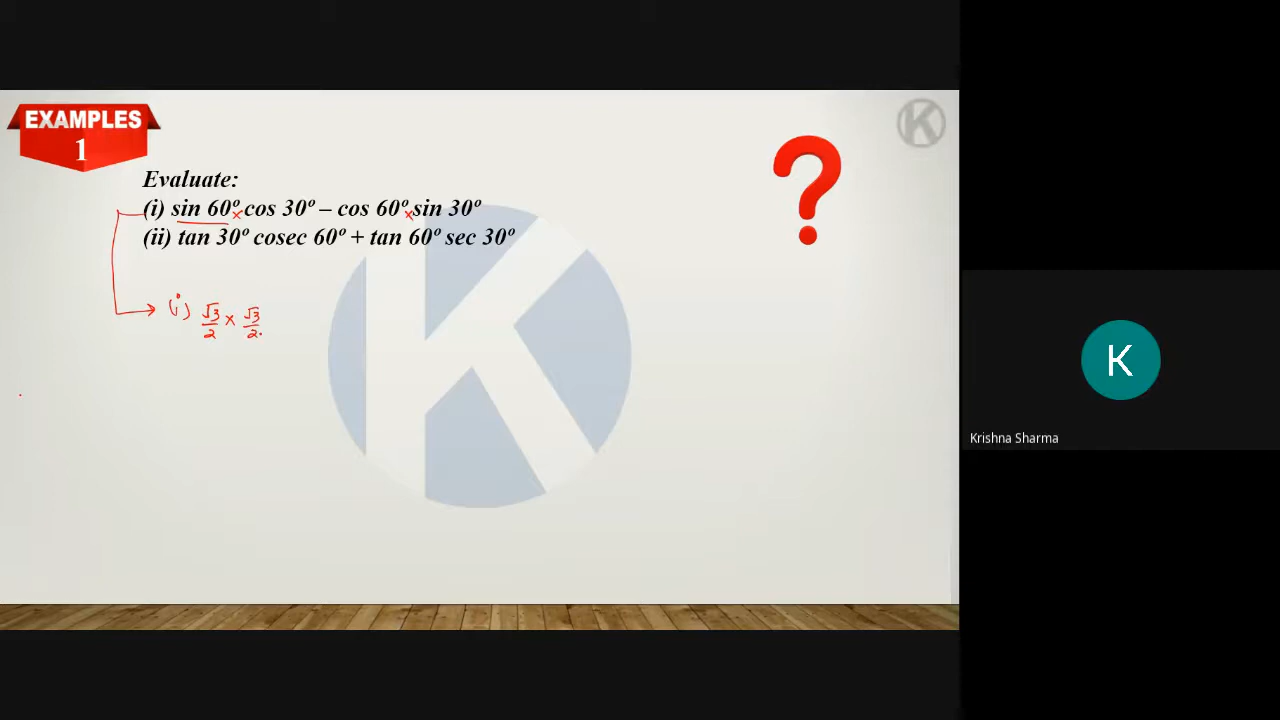 EXAMPLES
1
K
Evaluate:
(i) sin 60º × cos 30º – cos 60º × sin 30º
(ii) tan 30º cosec 60º + tan 60º sec 30º
?
(i) √3/2 × √3/2
K
K
Krishna Sharma